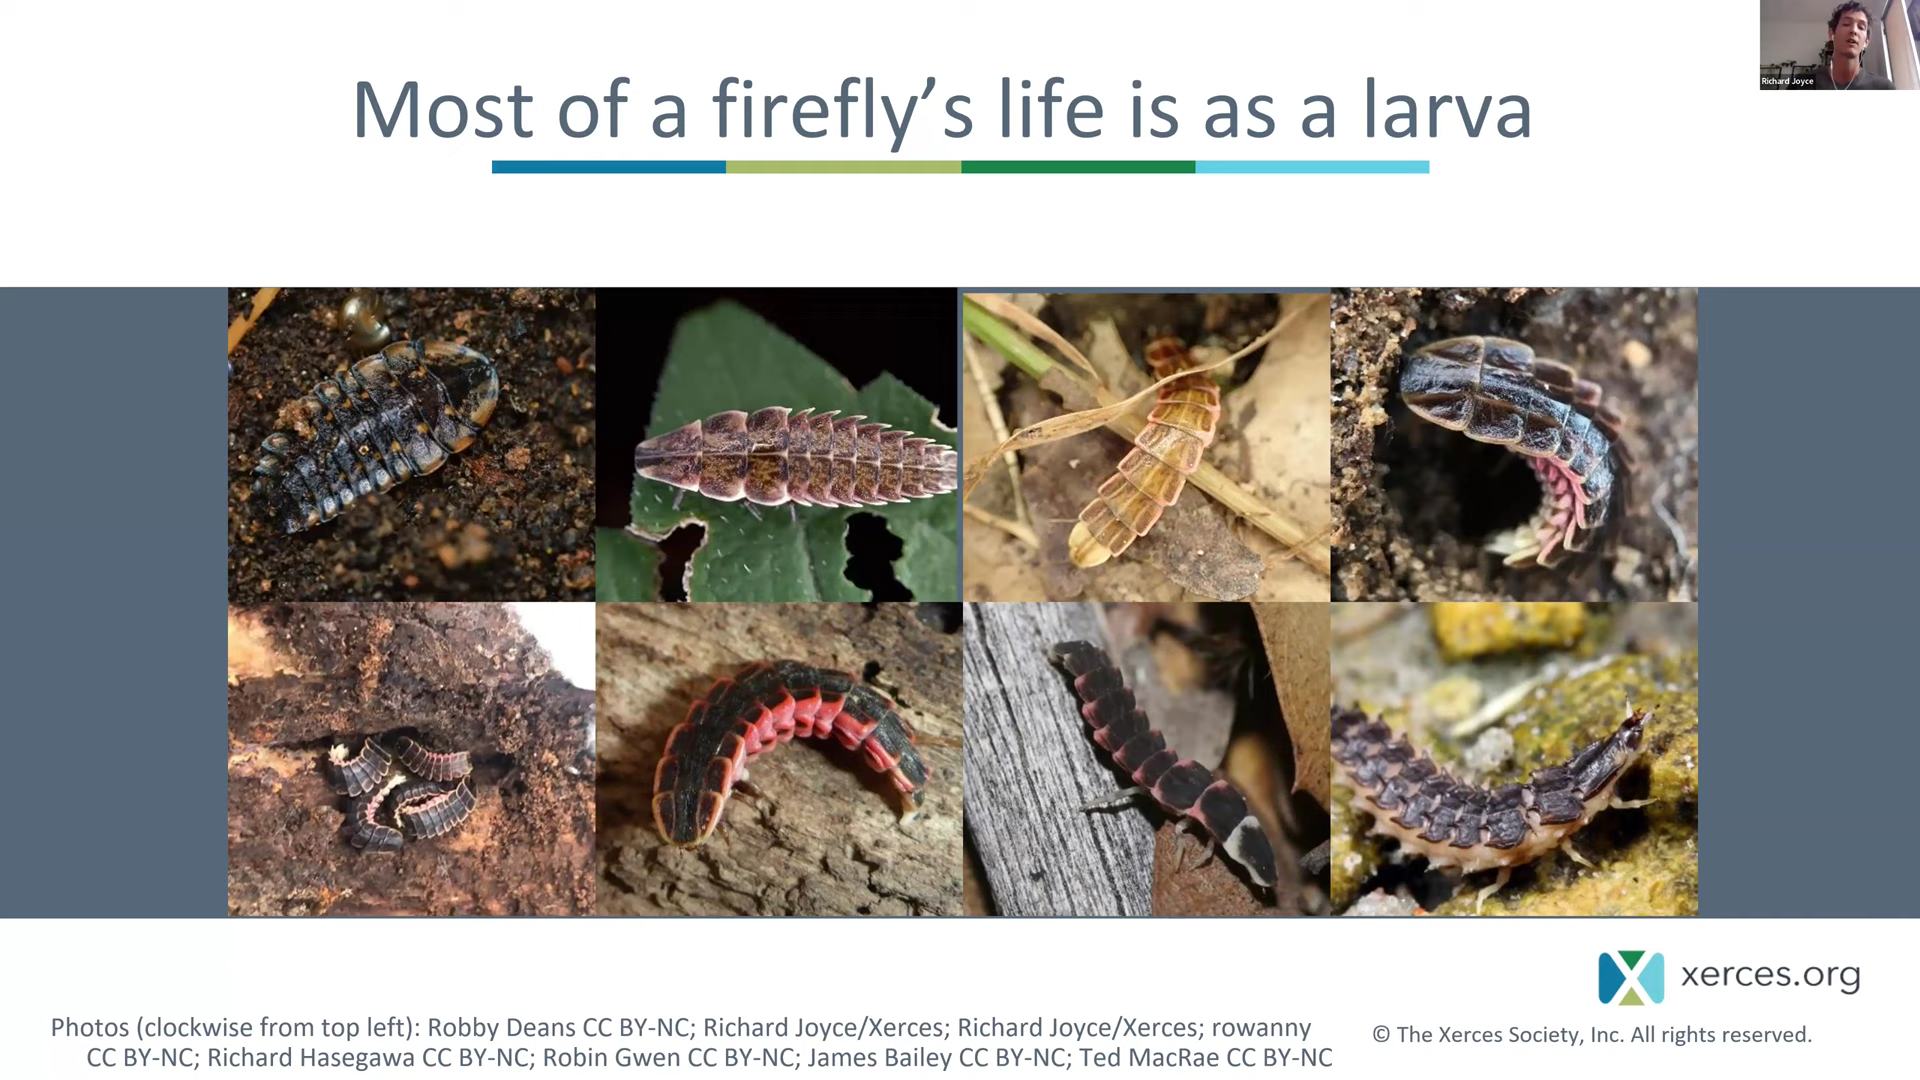 Richard Joyce
Most of a firefly’s life is as a larva
xerces.org
Photos (clockwise from top left): Robby Deans CC BY-NC; Richard Joyce/Xerces; Richard Joyce/Xerces; rowanny
CC BY-NC; Richard Hasegawa CC BY-NC; Robin Gwen CC BY-NC; James Bailey CC BY-NC; Ted MacRae CC BY-NC
© The Xerces Society, Inc. All rights reserved.